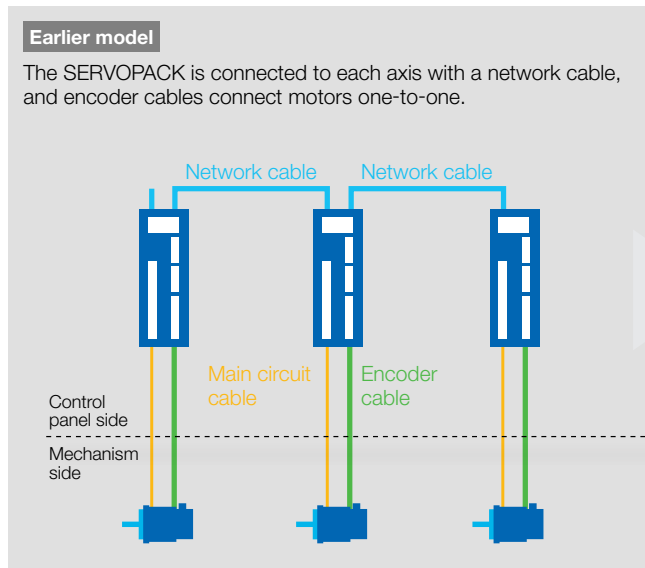 Earlier model
The SERVOPACK is connected to each axis with a network cable,
and encoder cables connect motors one-to-one.
Network cable
Network cable
Main circuit
cable
Encoder
cable
Control
panel side
Mechanism
side